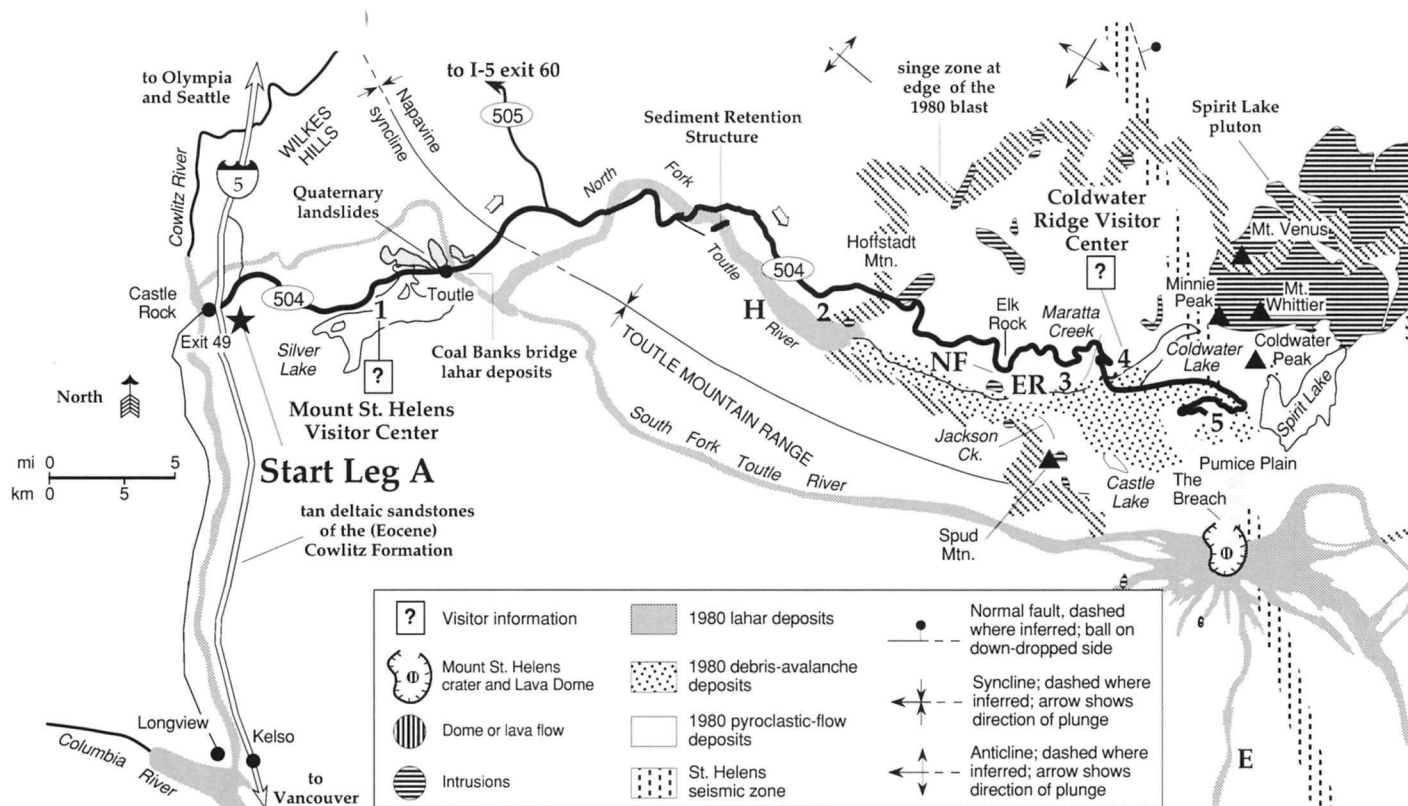 to Olympia
and Seattle
WILKES
HILLS
Napavine
syncline
to I-5 exit 60
505
Sediment Retention
Structure
singe zone at
edge of the
1980 blast
Spirit Lake
pluton
Cowlitz River
5
Quaternary
landslides
North
Fork
Toutle
River
Coldwater
Ridge Visitor
Center
?
Hoffstadt
Mtn.
Mt. Venus
Minnie
Peak
Mt.
Whittier
Castle
Rock
504
Toutle
1
504
H
2
Elk
Rock
Maratta
Creek
4
Coldwater
Lake
Coldwater
Peak
Exit 49
Silver
Lake
?
Coal Banks bridge
lahar deposits
NF
ER
3
5
Spirit Lake
North
Mount St. Helens
Visitor Center
TOUTLE MOUNTAIN RANGE
South Fork Toutle River
Jackson
Ck.
Castle
Lake
Pumice Plain
The
Breach
Spud
Mtn.
mi 0 5
km 0 5
Start Leg A
tan deltaic sandstones
of the (Eocene)
Cowlitz Formation
Longview
Kelso
Columbia
River
to
Vancouver
E
? Visitor information
Mount St. Helens
crater and Lava Dome
Dome or lava flow
Intrusions
1980 lahar deposits
1980 debris-avalanche
deposits
1980 pyroclastic-flow
deposits
St. Helens
seismic zone
Normal fault, dashed
where inferred; ball on
down-dropped side
Syncline; dashed where
inferred; arrow shows
direction of plunge
Anticline; dashed where
inferred; arrow shows
direction of plunge